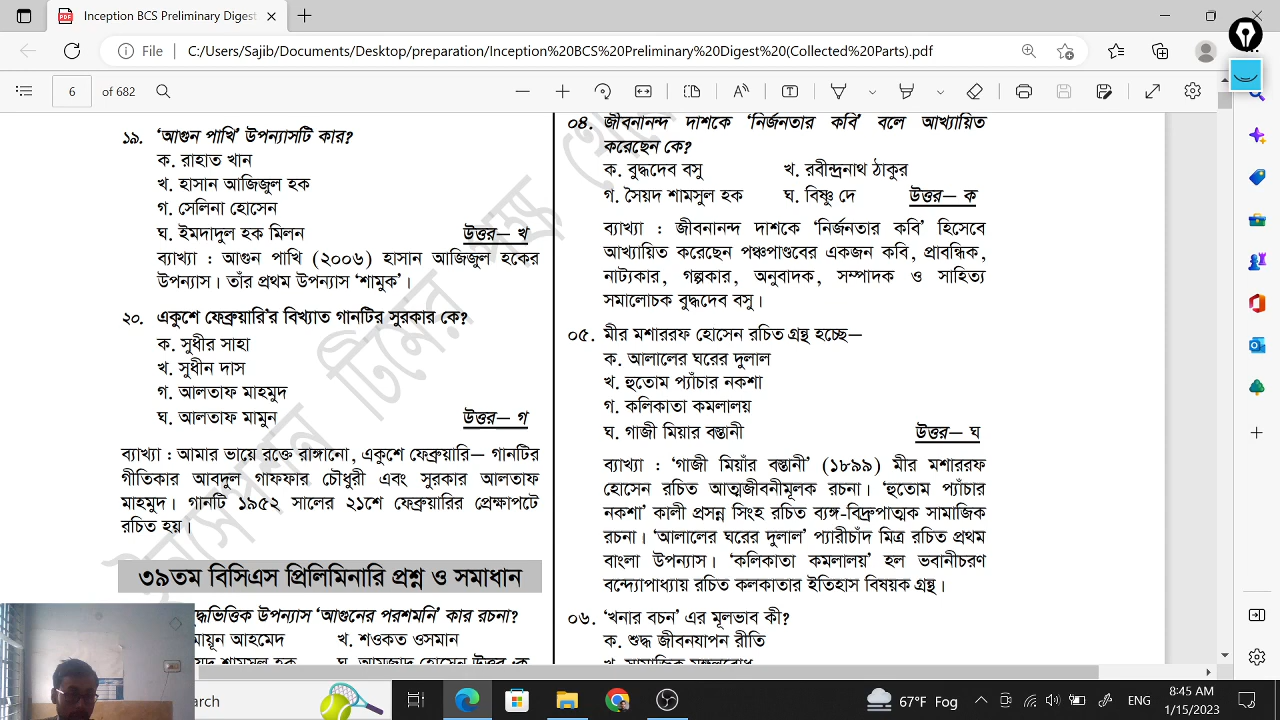 Inception BCS Preliminary Digest
File
C:/Users/Sajib/Documents/Desktop/preparation/Inception%20BCS%20Preliminary%20Digest%20(Collected%20Parts).pdf
6 of 682
১৯. ‘আগুন পাখি’ উপন্যাসটি কার?
ক. রাহাত খান
খ. হাসান আজিজুল হক
গ. সেলিনা হোসেন
ঘ. ইমদাদুল হক মিলন উত্তর– খ
ব্যাখ্যা : আগুন পাখি (২০০৬) হাসান আজিজুল হকের
উপন্যাস। তাঁর প্রথম উপন্যাস ‘শামুক’।
২০. একুশে ফেব্রুয়ারি’র বিখ্যাত গানটির সুরকার কে?
ক. সুধীর সাহা
খ. সুধীন দাস
গ. আলতাফ মাহমুদ
ঘ. আলতাফ মামুন উত্তর– গ
ব্যাখ্যা : আমার ভায়ে রক্তে রাঙ্গানো, একুশে ফেব্রুয়ারি– গানটির
গীতিকার আবদুল গাফফার চৌধুরী এবং সুরকার আলতাফ
মাহমুদ। গানটি ১৯৫২ সালের ২১শে ফেব্রুয়ারির প্রেক্ষাপটে
রচিত হয়।
৩৯তম বিসিএস প্রিলিমিনারি প্রশ্ন ও সমাধান
উপন্যাস ‘আগুনের পরশমনি’ কার রচনা?
আহমেদ খ. শওকত ওসমান
শামসুল হক ঘ. আমজাদ হোসেন উত্তর–ক
০৪. জীবনানন্দ দাশকে ‘নির্জনতার কবি’ বলে আখ্যায়িত
করেছেন কে?
ক. বুদ্ধদেব বসু খ. রবীন্দ্রনাথ ঠাকুর
গ. সৈয়দ শামসুল হক ঘ. বিষ্ণু দে উত্তর– ক
ব্যাখ্যা : জীবনানন্দ দাশকে ‘নির্জনতার কবি’ হিসেবে
আখ্যায়িত করেছেন পঞ্চপাণ্ডবের একজন কবি, প্রাবন্ধিক,
নাট্যকার, গল্পকার, অনুবাদক, সম্পাদক ও সাহিত্য
সমালোচক বুদ্ধদেব বসু।
০৫. মীর মশাররফ হোসেন রচিত গ্রন্থ হচ্ছে–
ক. আলালের ঘরের দুলাল
খ. হুতোম প্যাঁচার নকশা
গ. কলিকাতা কমলালয়
ঘ. গাজী মিয়ার বস্তানী উত্তর– ঘ
ব্যাখ্যা : ‘গাজী মিয়াঁর বস্তানী’ (১৮৯৯) মীর মশাররফ
হোসেন রচিত আত্মজীবনীমূলক রচনা। ‘হুতোম প্যাঁচার
নকশা’ কালী প্রসন্ন সিংহ রচিত ব্যঙ্গ-বিদ্রুপাত্মক সামাজিক
রচনা। ‘আলালের ঘরের দুলাল’ প্যারীচাঁদ মিত্র রচিত প্রথম
বাংলা উপন্যাস। ‘কলিকাতা কমলালয়’ হল ভবানীচরণ
বন্দ্যোপাধ্যায় রচিত কলকাতার ইতিহাস বিষয়ক গ্রন্থ।
০৬. ‘খনার বচন’ এর মূলভাব কী?
ক. শুদ্ধ জীবনযাপন রীতি
খ. সামাজিক মঙ্গলবোধ
67°F Fog
ENG
8:45 AM
1/15/2023